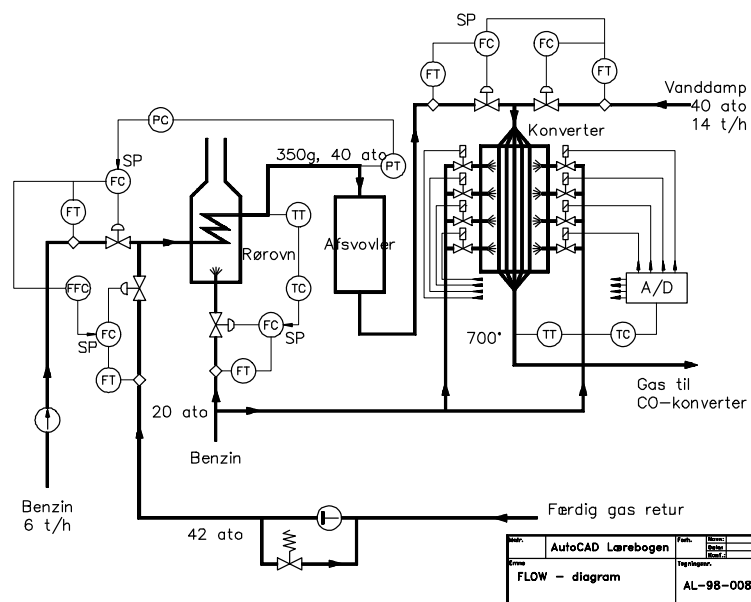 SP
FC
FC
FT
FT
Vanddamp
40 ato
14 t/h
PC
Konverter
350g, 40 ato
PT
SP
FC
FT
TT
Rørovn
Afsvovler
FFC
TC
A/D
FC
SP
FC
SP
700°
TT
TC
FT
FT
20 ato
Gas til
CO-konverter
Benzin
Benzin
6 t/h
42 ato
Færdig gas retur
AutoCAD Lærebogen
Emne
FLOW - diagram
Tegningsnr.
AL-98-008